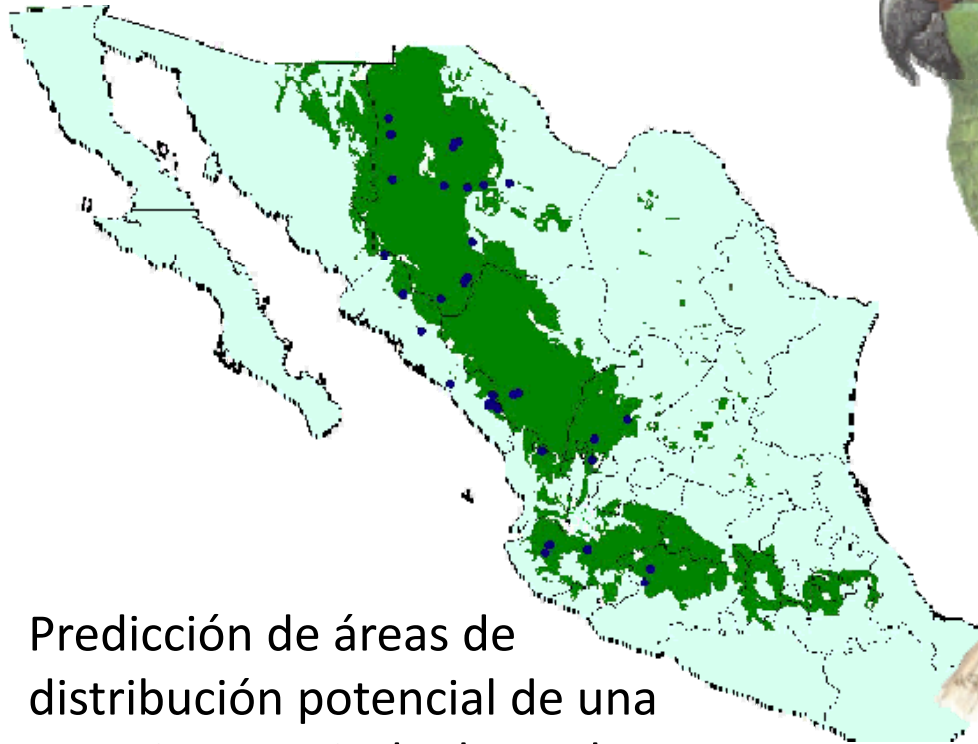 Predicción de áreas de
distribución potencial de una